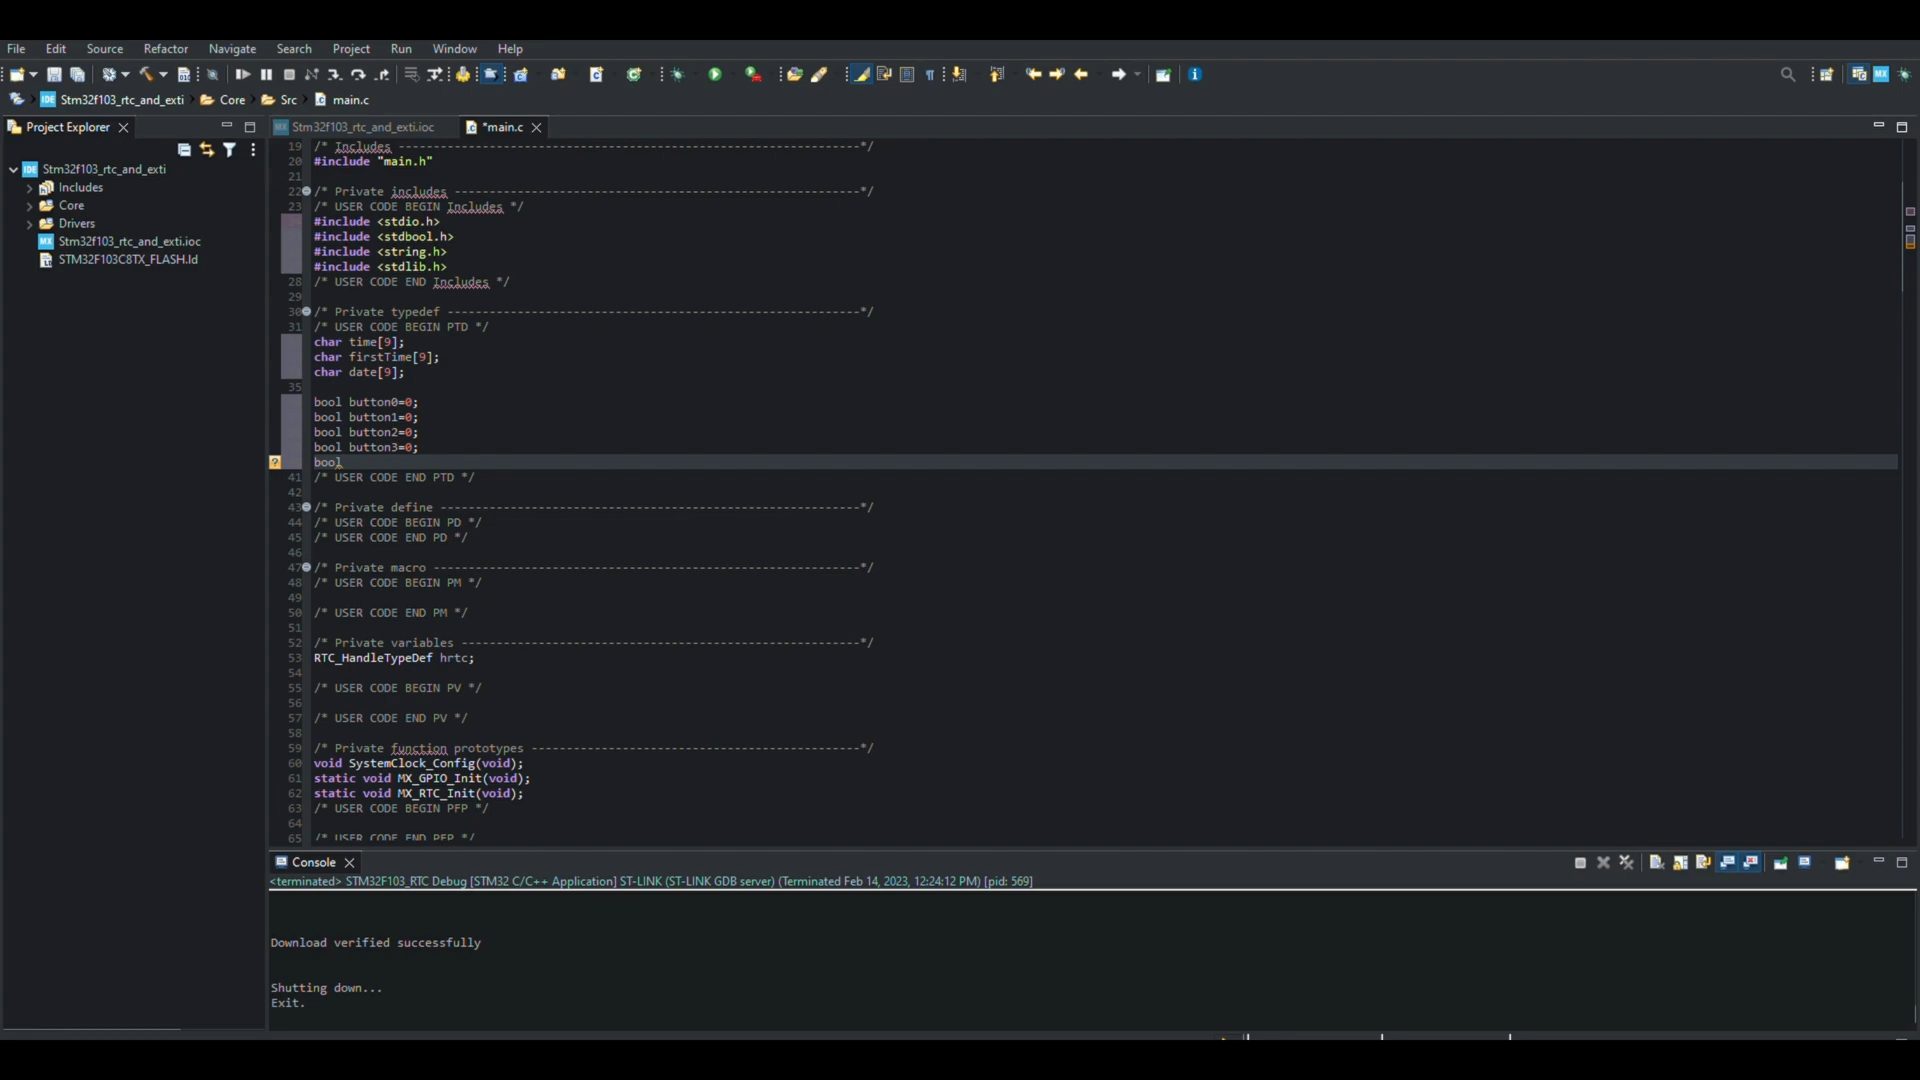 File Edit Source Refactor Navigate Search Project Run Window Help
IDE Stm32f103_rtc_and_exti Core Src main.c
Project Explorer
MX Stm32f103_rtc_and_exti.ioc
*main.c
IDE Stm32f103_rtc_and_exti
Includes
Core
Drivers
MX Stm32f103_rtc_and_exti.ioc
STM32F103C8TX_FLASH.ld
19 /* Includes ------------------------------------------------------------------*/
20 #include "main.h"
21
22 /* Private includes ----------------------------------------------------------*/
23 /* USER CODE BEGIN Includes */
#include <stdio.h>
#include <stdbool.h>
#include <string.h>
#include <stdlib.h>
28 /* USER CODE END Includes */
29
30 /* Private typedef -----------------------------------------------------------*/
31 /* USER CODE BEGIN PTD */
char time[9];
char firstTime[9];
char date[9];
35
bool button0=0;
bool button1=0;
bool button2=0;
bool button3=0;
bool
41 /* USER CODE END PTD */
42
43 /* Private define ------------------------------------------------------------*/
44 /* USER CODE BEGIN PD */
45 /* USER CODE END PD */
46
47 /* Private macro -------------------------------------------------------------*/
48 /* USER CODE BEGIN PM */
49
50 /* USER CODE END PM */
51
52 /* Private variables ---------------------------------------------------------*/
53 RTC_HandleTypeDef hrtc;
54
55 /* USER CODE BEGIN PV */
56
57 /* USER CODE END PV */
58
59 /* Private function prototypes -----------------------------------------------*/
60 void SystemClock_Config(void);
61 static void MX_GPIO_Init(void);
62 static void MX_RTC_Init(void);
63 /* USER CODE BEGIN PFP */
64
65 /* USER CODE END PFP */
Console
<terminated> STM32F103_RTC Debug [STM32 C/C++ Application] ST-LINK (ST-LINK GDB server) (Terminated Feb 14, 2023, 12:24:12 PM) [pid: 569]
Download verified successfully
Shutting down...
Exit.